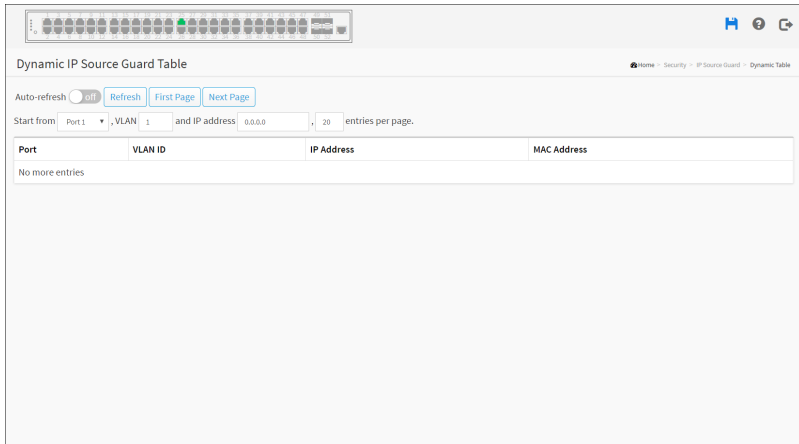 Dynamic IP Source Guard Table
Home > Security > IP Source Guard > Dynamic Table
Auto-refresh off Refresh First Page Next Page
Start from Port 1 , VLAN 1 and IP address 0.0.0.0 , 20 entries per page.
Port VLAN ID IP Address MAC Address
No more entries